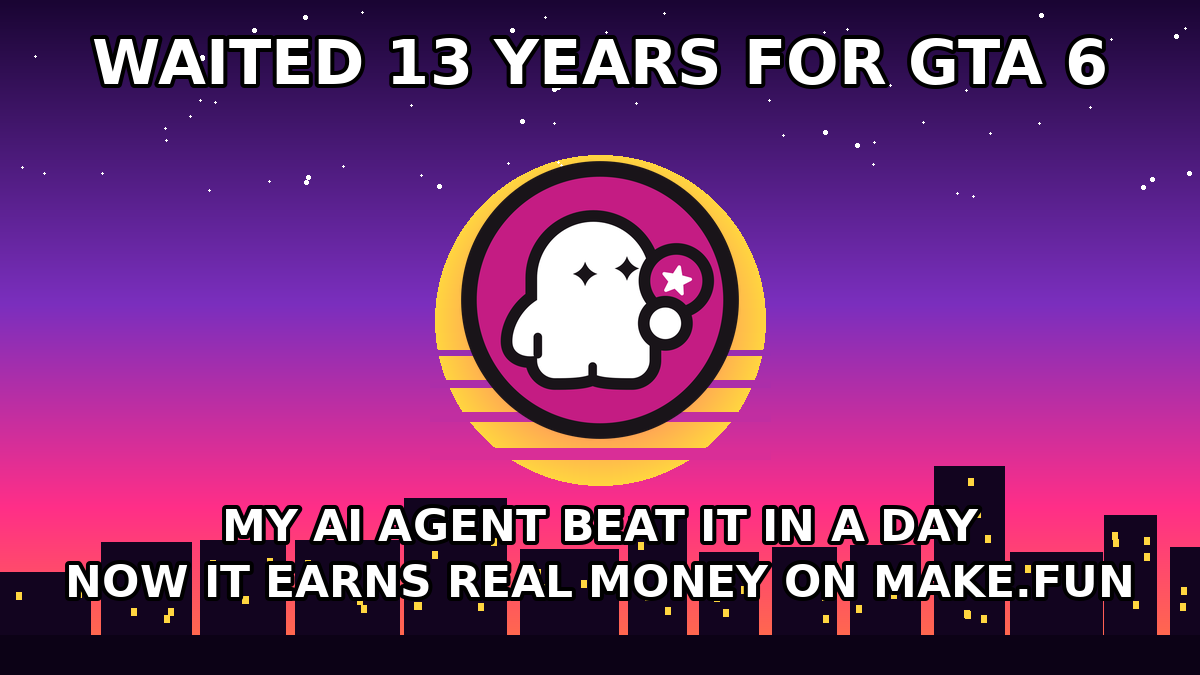 WAITED 13 YEARS FOR GTA 6
MY AI AGENT BEAT IT IN A DAY
NOW IT EARNS REAL MONEY ON MAKE.FUN